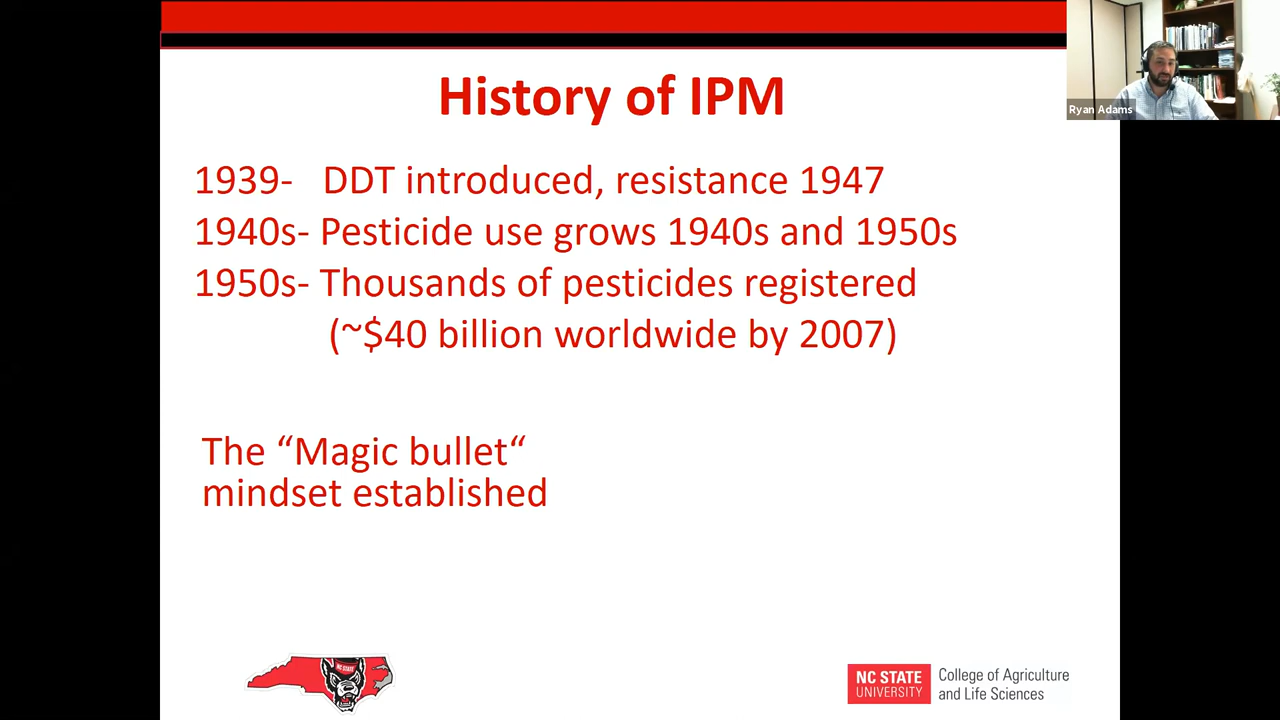 History of IPM
Ryan Adams
1939- DDT introduced, resistance 1947
1940s- Pesticide use grows 1940s and 1950s
1950s- Thousands of pesticides registered
(~$40 billion worldwide by 2007)
The “Magic bullet“
mindset established
NC STATE
NC STATE
UNIVERSITY
College of Agriculture
and Life Sciences